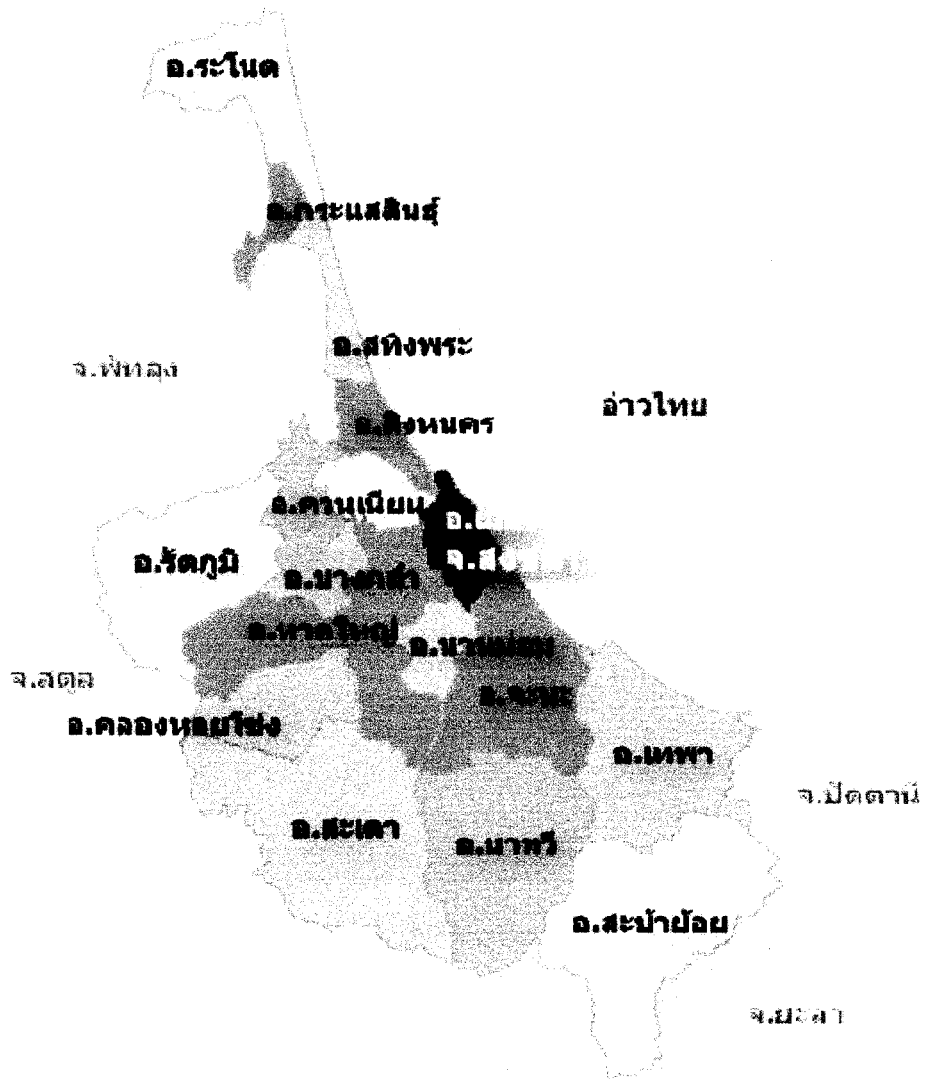 อ.ระโนด
อ.กระแสสินธุ์
อ.สทิงพระ
จ.พัทลุง
อ่าวไทย
อ.สิงหนคร
อ.ควนเนียง
อ.รัตภูมิ
อ.บางกล่ำ
อ.หาดใหญ่
อ.นาหม่อม
จ.สตูล
อ.จะนะ
อ.คลองหอยโข่ง
อ.เทพา
จ.ปัตตานี
อ.สะเดา
อ.นาทวี
อ.สะบ้าย้อย
จ.ยะลา